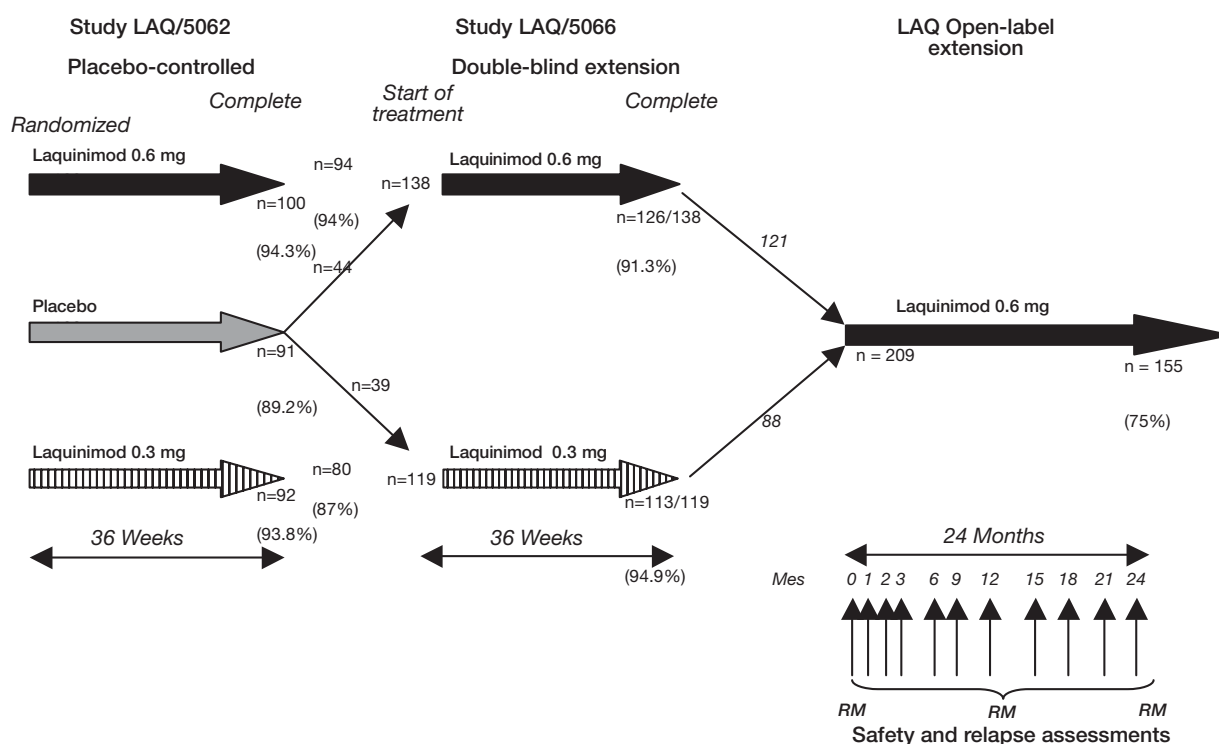 Study LAQ/5062
Placebo-controlled
Study LAQ/5066
Double-blind extension
LAQ Open-label
extension
Randomized
Complete
Start of
treatment
Complete
Laquinimod 0.6 mg
n=100
(94.3%)
n=94
(94%)
n=44
n=138
Laquinimod 0.6 mg
n=126/138
(91.3%)
121
Placebo
n=91
(89.2%)
n=39
Laquinimod 0.6 mg
n = 209
n = 155
(75%)
88
Laquinimod 0.3 mg
n=92
(93.8%)
n=80
(87%)
n=119
Laquinimod 0.3 mg
n=113/119
(94.9%)
36 Weeks
36 Weeks
24 Months
Mes 0 1 2 3 6 9 12 15 18 21 24
RM RM RM
Safety and relapse assessments